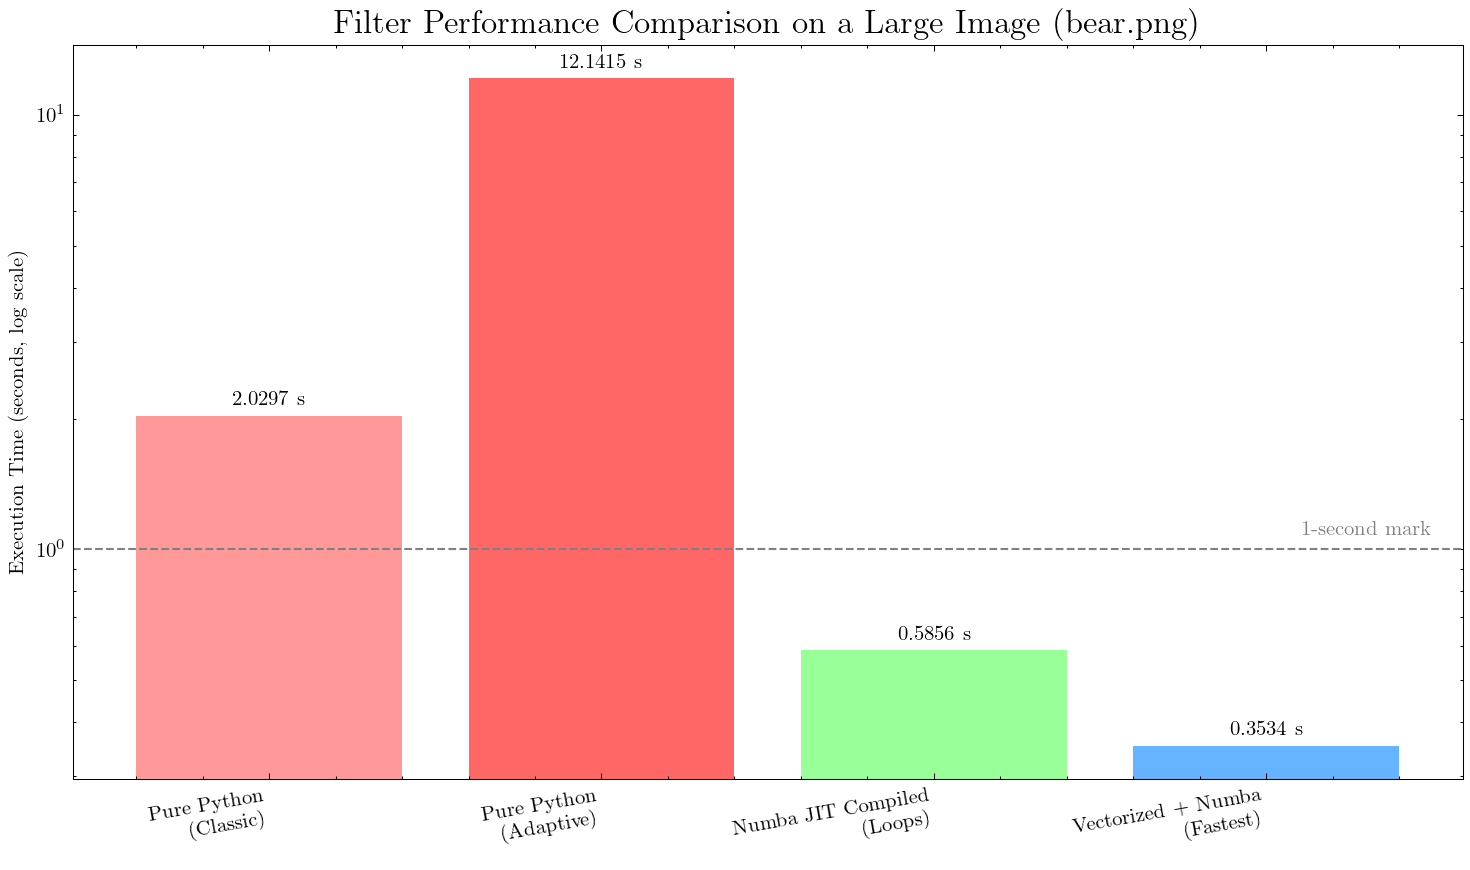 Filter Performance Comparison on a Large Image (bear.png)
12.1415 s
10¹
2.0297 s
Execution Time (seconds, log scale)
1-second mark
10⁰
0.5856 s
0.3534 s
Pure Python
(Classic)
Pure Python
(Adaptive)
Numba JIT Compiled
(Loops)
Vectorized + Numba
(Fastest)